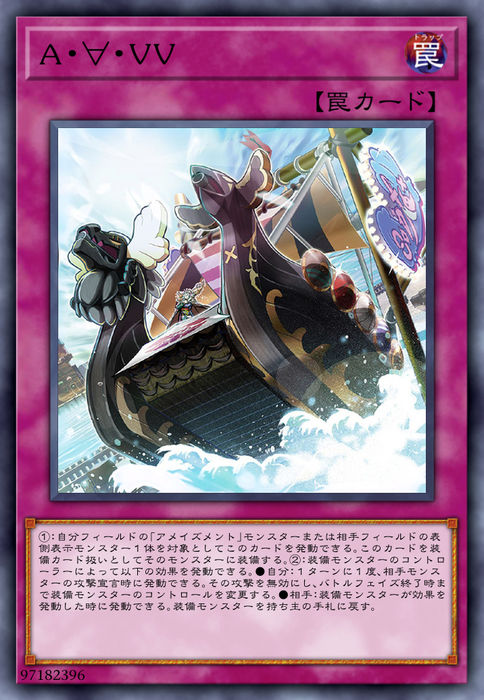 A・∀・VV
トラップ
罠
【罠カード】
①:自分フィールドの「アメイズメント」モンスターまたは相手フィールドの表
側表示モンスター1体を対象としてこのカードを発動できる。このカードを装
備カード扱いとしてそのモンスターに装備する。②:装備モンスターのコントロ
ーラーによって以下の効果を発動できる。●自分:1ターンに1度、相手モンス
ターの攻撃宣言時に発動できる。その攻撃を無効にし、バトルフェイズ終了時ま
で装備モンスターのコントロールを変更する。●相手:装備モンスターが効果を
発動した時に発動できる。装備モンスターを持ち主の手札に戻す。
97182396